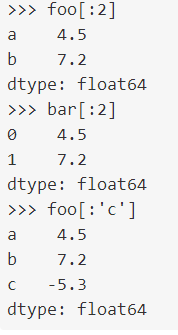 >>> foo[:2]
a    4.5
b    7.2
dtype: float64
>>> bar[:2]
0    4.5
1    7.2
dtype: float64
>>> foo[:'c']
a    4.5
b    7.2
c   -5.3
dtype: float64